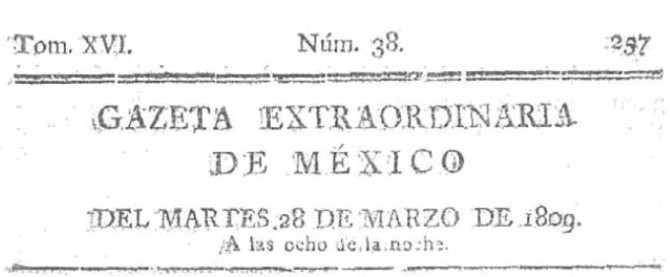 Tom. XVI. Núm. 38. 257
GAZETA EXTRAORDINARIA
DE MÉXICO
DEL MARTES 28 DE MARZO DE 1809.
A las ocho de la noche.